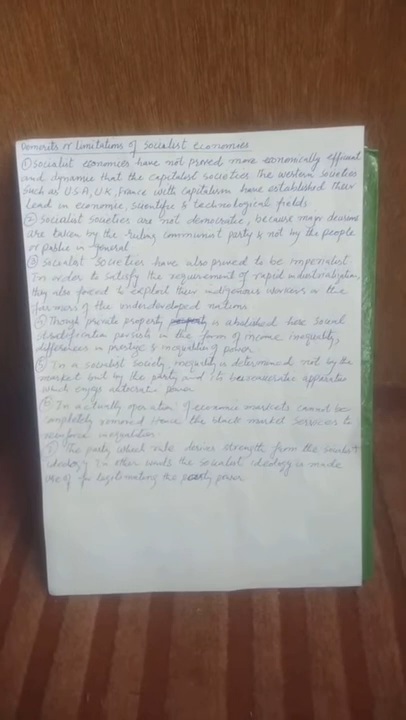 Demerits or limitations of Socialist economies
① Socialist economies have not proved more economically efficient
and dynamic that the capitalist societies. The western societies
such as U.S.A, U.K, France with capitalism have established their
lead in economic, scientific & technological fields.
② Socialist societies are not democratic, because major decisions
are taken by the ruling communist party & not by the people
or public in general
③ Socialist societies have also proved to be imperialist.
In order to satisfy the requirement of rapid industrialization,
they also forced to exploit their indigenous workers or the
mass of the underdeveloped nations.
④ Though private property is abolished here social
stratification persists in the form of income inequality,
differences in prestige & inequalities of power.
⑤ In a socialist society, inequality is determined not by the
market but by the party and its bureaucratic apparatus
which enjoys autocratic power.
⑥ In actually operation of economic markets cannot be
completely removed Hence the black market services to
inequalities
⑦ The party which rule derives strength from the socialist
ideology In other words the socialist ideology is made
use of for legitimating the party power.